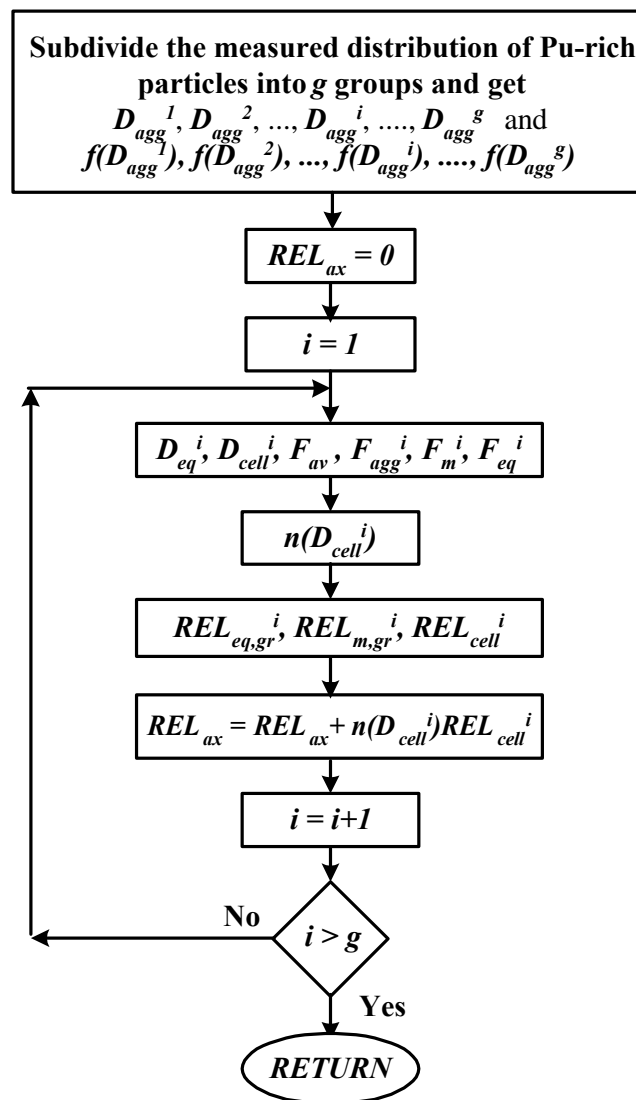 Subdivide the measured distribution of Pu-rich
particles into g groups and get
D_agg^1, D_agg^2, ..., D_agg^i, ...., D_agg^g and
f(D_agg^1), f(D_agg^2), ..., f(D_agg^i), ...., f(D_agg^g)
REL_ax = 0
i = 1
D_eq^i, D_cell^i, F_av , F_agg^i, F_m^i, F_eq^i
n(D_cell^i)
REL_eq,gr^i, REL_m,gr^i, REL_cell^i
REL_ax = REL_ax + n(D_cell^i)REL_cell^i
i = i+1
No
i > g
Yes
RETURN